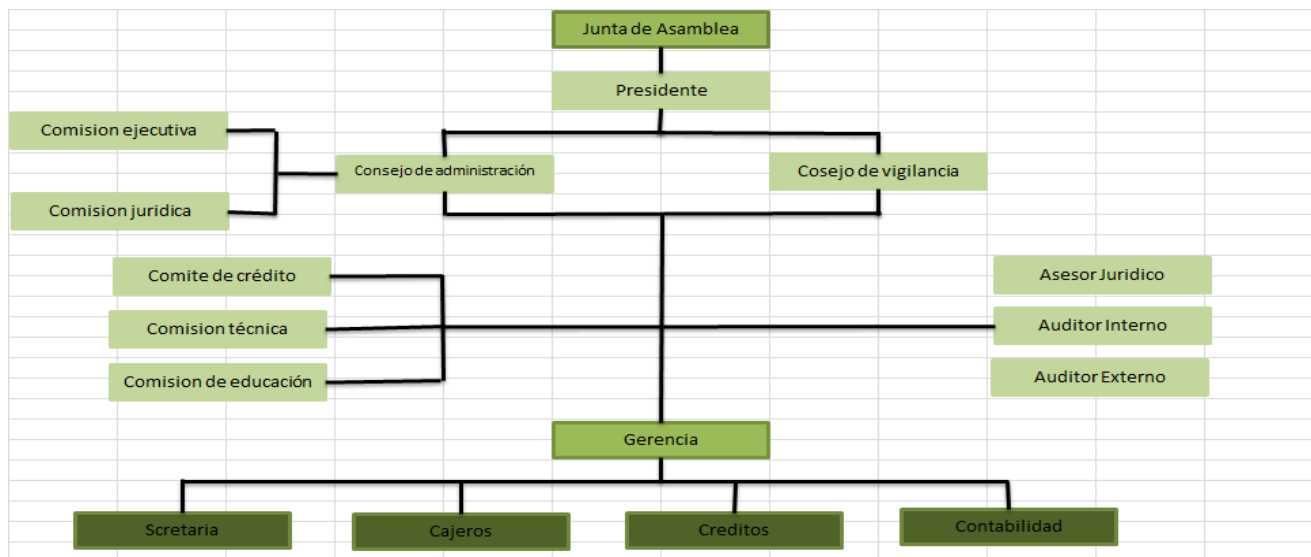 Junta de Asamblea
Presidente
Comision ejecutiva
Consejo de administración
Cosejo de vigilancia
Comision juridica
Comite de crédito
Asesor Juridico
Comision técnica
Auditor Interno
Comision de educación
Auditor Externo
Gerencia
Scretaria
Cajeros
Creditos
Contabilidad